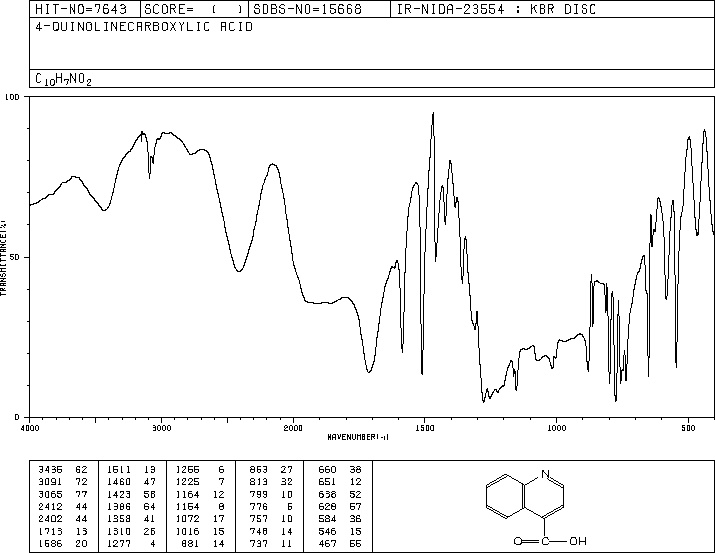 HIT-NO=7643 SCORE= ( ) SDBS-NO=15668 IR-NIDA-23554 : KBR DISC
4-QUINOLINECARBOXYLIC ACID
C10H7NO2
100
50
0
TRANSMITTANCE(%)
4000 3000 2000 1500 1000 500
WAVENUMBER(-1)
3435 62 1511 13 1255 6 863 27 660 38
3091 72 1460 47 1225 7 813 32 651 12
3065 77 1423 58 1164 12 799 10 638 52
2412 44 1386 64 1154 8 776 5 628 57
2402 44 1358 41 1072 17 757 10 584 36
1713 13 1310 26 1016 15 748 14 546 15
1586 20 1277 4 881 14 737 11 467 55
N
O C OH